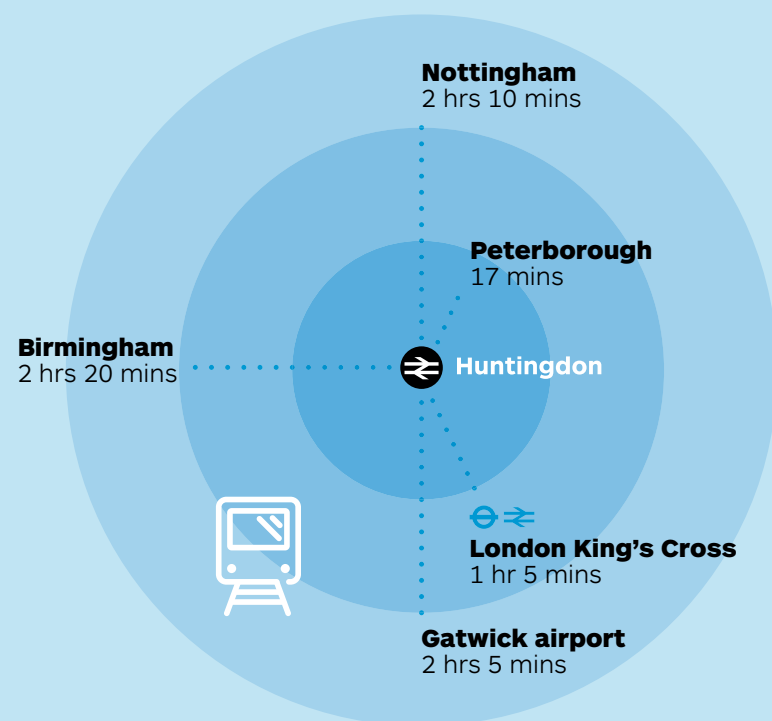 Nottingham
2 hrs 10 mins
Peterborough
17 mins
Birmingham
2 hrs 20 mins
Huntingdon
London King’s Cross
1 hr 5 mins
Gatwick airport
2 hrs 5 mins